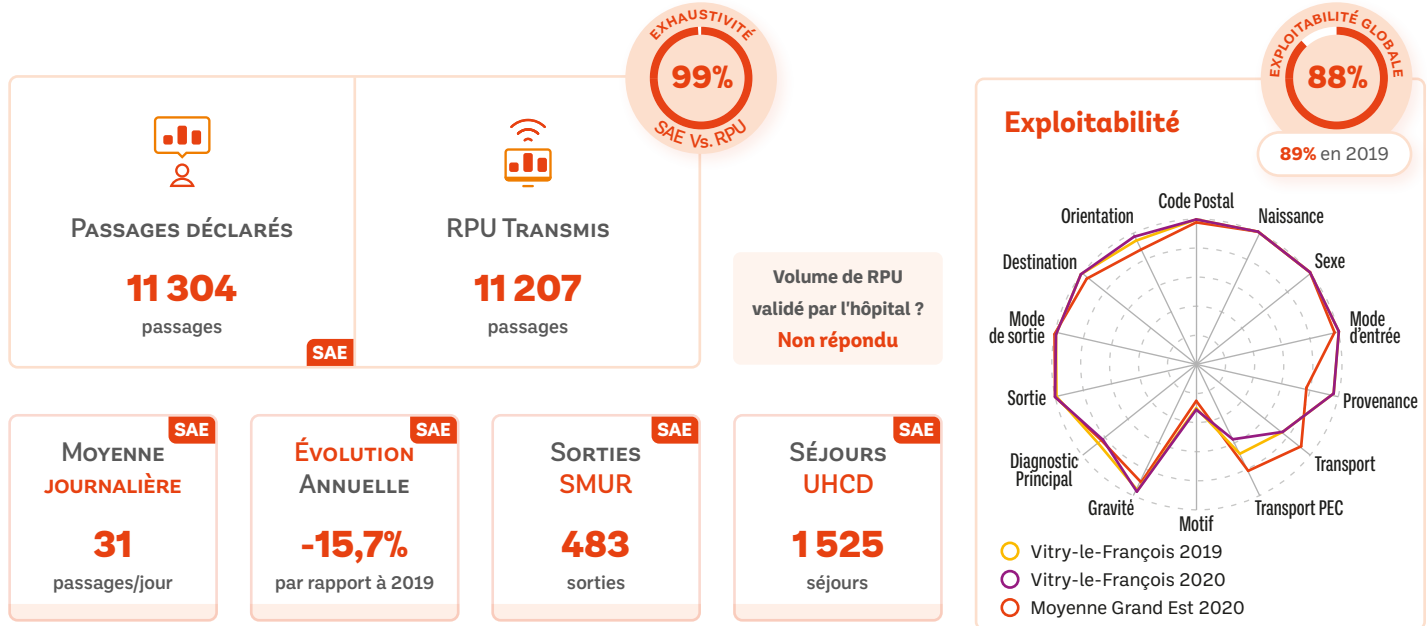 EXHAUSTIVITÉ
99%
SAE Vs. RPU
PASSAGES DÉCLARÉS
11 304
passages
SAE
RPU TRANSMIS
11 207
passages
Volume de RPU
validé par l'hôpital ?
Non répondu
SAE
MOYENNE
JOURNALIÈRE
31
passages/jour
SAE
ÉVOLUTION
ANNUELLE
-15,7%
par rapport à 2019
SAE
SORTIES
SMUR
483
sorties
SAE
SÉJOURS
UHCD
1 525
séjours
EXPLOITABILITÉ GLOBALE
88%
89% en 2019
Exploitabilité
Code Postal
Naissance
Sexe
Mode
d'entrée
Provenance
Transport
Transport PEC
Motif
Gravité
Diagnostic
Principal
Sortie
Mode
de sortie
Destination
Orientation
Vitry-le-François 2019
Vitry-le-François 2020
Moyenne Grand Est 2020